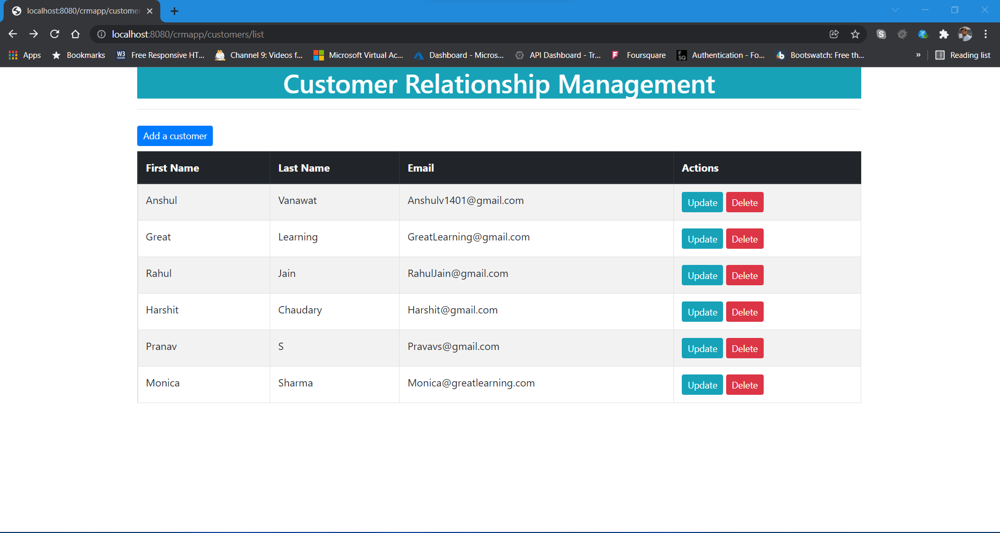 localhost:8080/crmapp/customer
localhost:8080/crmapp/customers/list
Apps Bookmarks W3 Free Responsive HT... Channel 9: Videos f... Microsoft Virtual Ac... Dashboard - Micros... API Dashboard - Tr... Foursquare Authentication - Fo... Bootswatch: Free th... » Reading list
Customer Relationship Management
Add a customer
First Name Last Name Email Actions
Anshul Vanawat Anshulv1401@gmail.com Update Delete
Great Learning GreatLearning@gmail.com Update Delete
Rahul Jain RahulJain@gmail.com Update Delete
Harshit Chaudary Harshit@gmail.com Update Delete
Pranav S Pravavs@gmail.com Update Delete
Monica Sharma Monica@greatlearning.com Update Delete